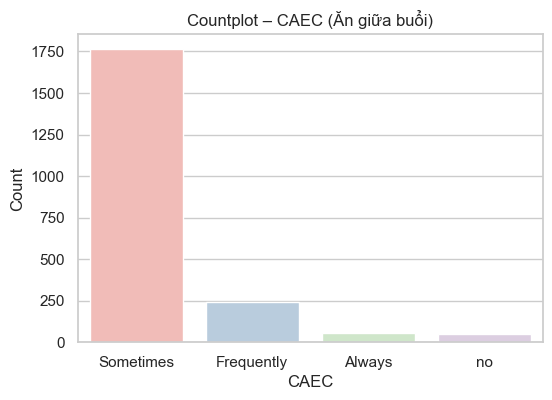 Countplot – CAEC (Ăn giữa buổi)
1750
1500
1250
1000
750
500
250
0
Count
Sometimes Frequently Always no
CAEC